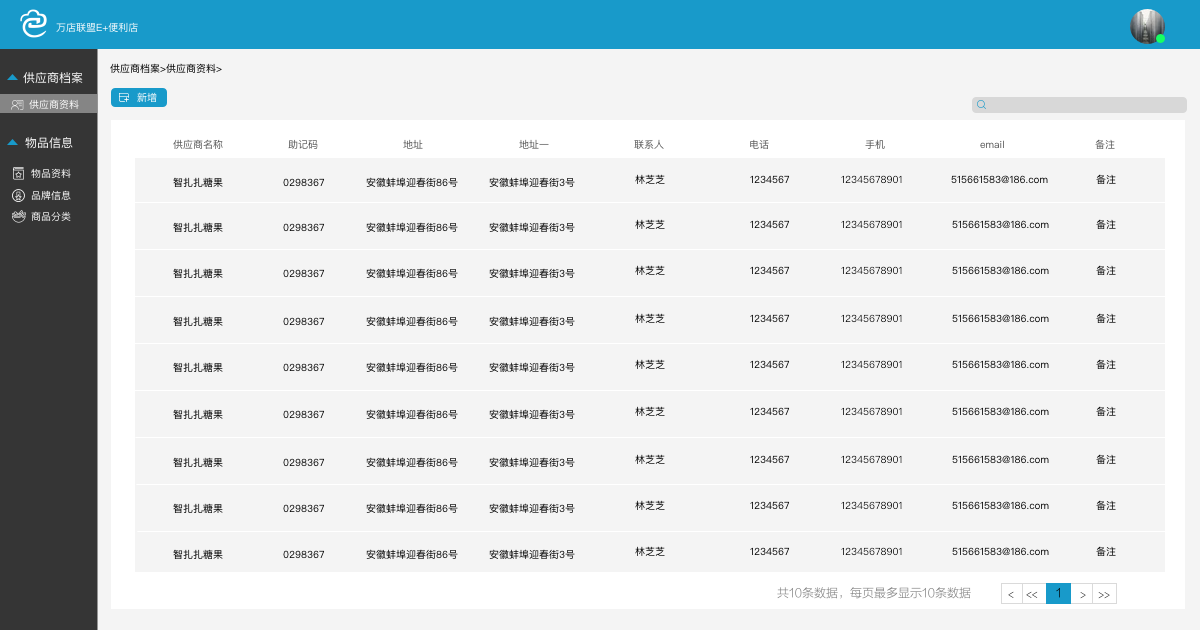 万店联盟E+便利店
供应商档案
供应商资料
物品信息
物品资料
品牌信息
商品分类
供应商档案>供应商资料>
新增
供应商名称 助记码 地址 地址一 联系人 电话 手机 email 备注
智扎扎糖果 0298367 安徽蚌埠迎春街86号 安徽蚌埠迎春街3号 林芝芝 1234567 12345678901 515661583@186.com 备注
智扎扎糖果 0298367 安徽蚌埠迎春街86号 安徽蚌埠迎春街3号 林芝芝 1234567 12345678901 515661583@186.com 备注
智扎扎糖果 0298367 安徽蚌埠迎春街86号 安徽蚌埠迎春街3号 林芝芝 1234567 12345678901 515661583@186.com 备注
智扎扎糖果 0298367 安徽蚌埠迎春街86号 安徽蚌埠迎春街3号 林芝芝 1234567 12345678901 515661583@186.com 备注
智扎扎糖果 0298367 安徽蚌埠迎春街86号 安徽蚌埠迎春街3号 林芝芝 1234567 12345678901 515661583@186.com 备注
智扎扎糖果 0298367 安徽蚌埠迎春街86号 安徽蚌埠迎春街3号 林芝芝 1234567 12345678901 515661583@186.com 备注
智扎扎糖果 0298367 安徽蚌埠迎春街86号 安徽蚌埠迎春街3号 林芝芝 1234567 12345678901 515661583@186.com 备注
智扎扎糖果 0298367 安徽蚌埠迎春街86号 安徽蚌埠迎春街3号 林芝芝 1234567 12345678901 515661583@186.com 备注
智扎扎糖果 0298367 安徽蚌埠迎春街86号 安徽蚌埠迎春街3号 林芝芝 1234567 12345678901 515661583@186.com 备注
共10条数据，每页最多显示10条数据 < << 1 > >>